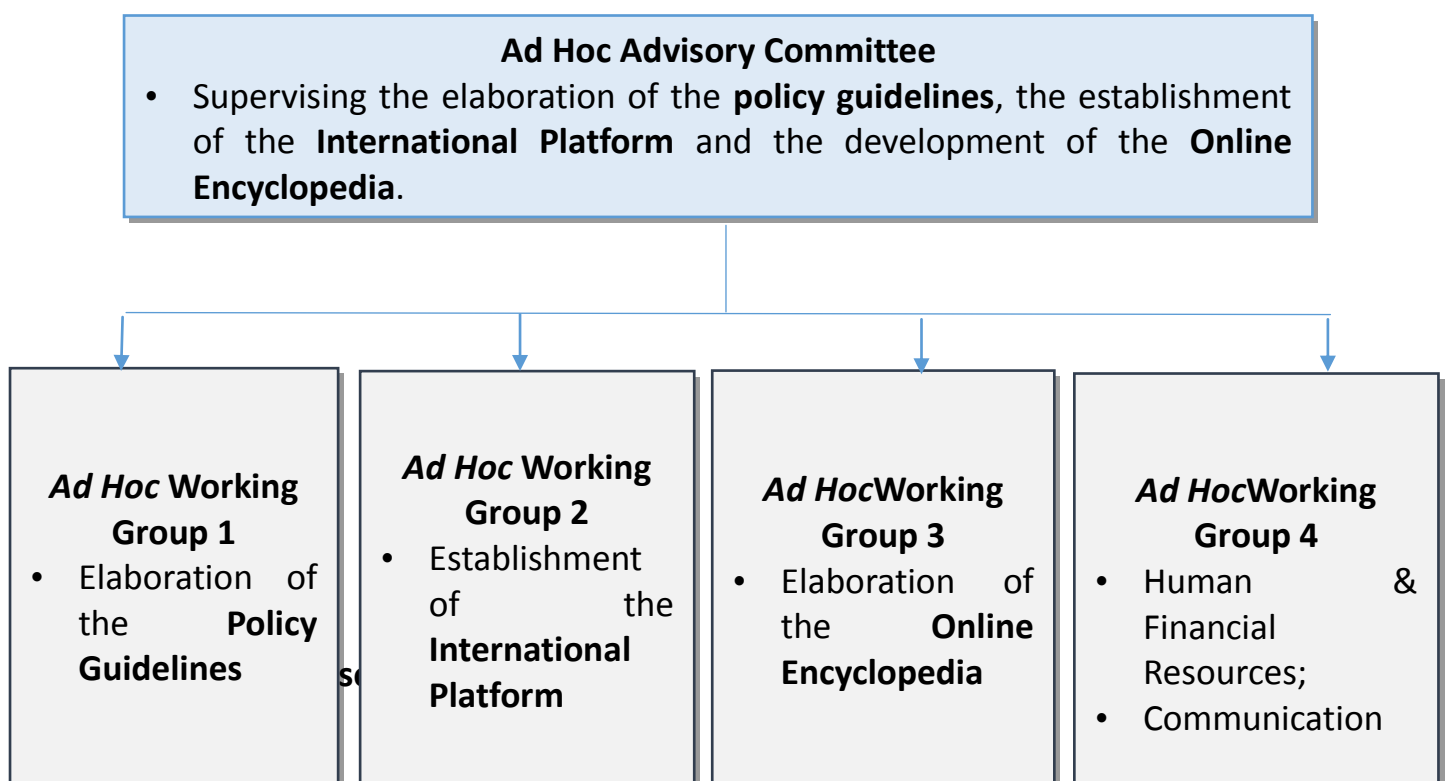 Ad Hoc Advisory Committee
• Supervising the elaboration of the policy guidelines, the establishment
of the International Platform and the development of the Online
Encyclopedia.
Ad Hoc Working
Group 1
• Elaboration of
the Policy
Guidelines
Ad Hoc Working
Group 2
• Establishment
of the
International
Platform
Ad HocWorking
Group 3
• Elaboration of
the Online
Encyclopedia
Ad HocWorking
Group 4
• Human &
Financial
Resources;
• Communication